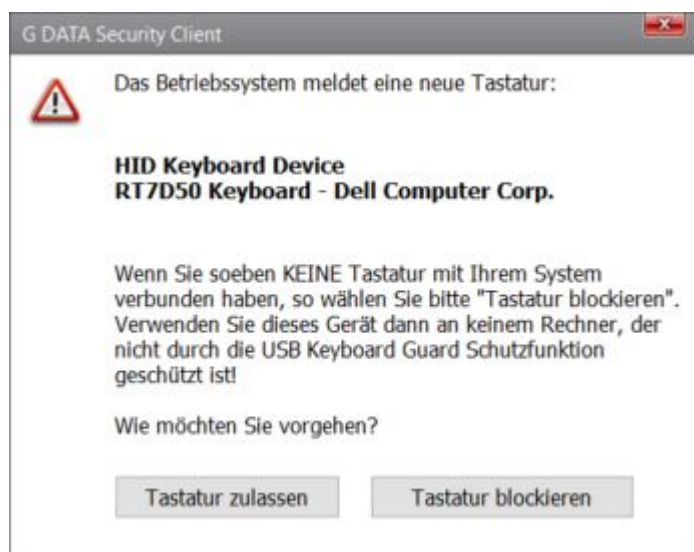 G DATA Security Client
Das Betriebssystem meldet eine neue Tastatur:
HID Keyboard Device
RT7D50 Keyboard - Dell Computer Corp.
Wenn Sie soeben KEINE Tastatur mit Ihrem System
verbunden haben, so wählen Sie bitte "Tastatur blockieren".
Verwenden Sie dieses Gerät dann an keinem Rechner, der
nicht durch die USB Keyboard Guard Schutzfunktion
geschützt ist!
Wie möchten Sie vorgehen?
Tastatur zulassen
Tastatur blockieren